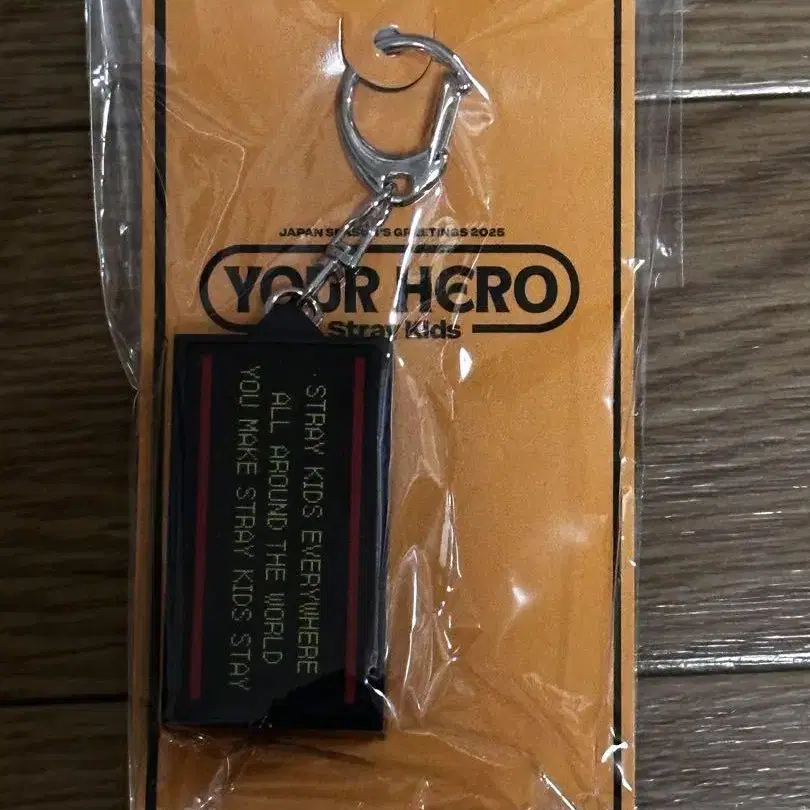 JAPAN SEASON'S GREETINGS 2025
YOUR HERO
Stray Kids
STRAY KIDS EVERYWHERE
ALL AROUND THE WORLD
YOU MAKE STRAY KIDS STAY